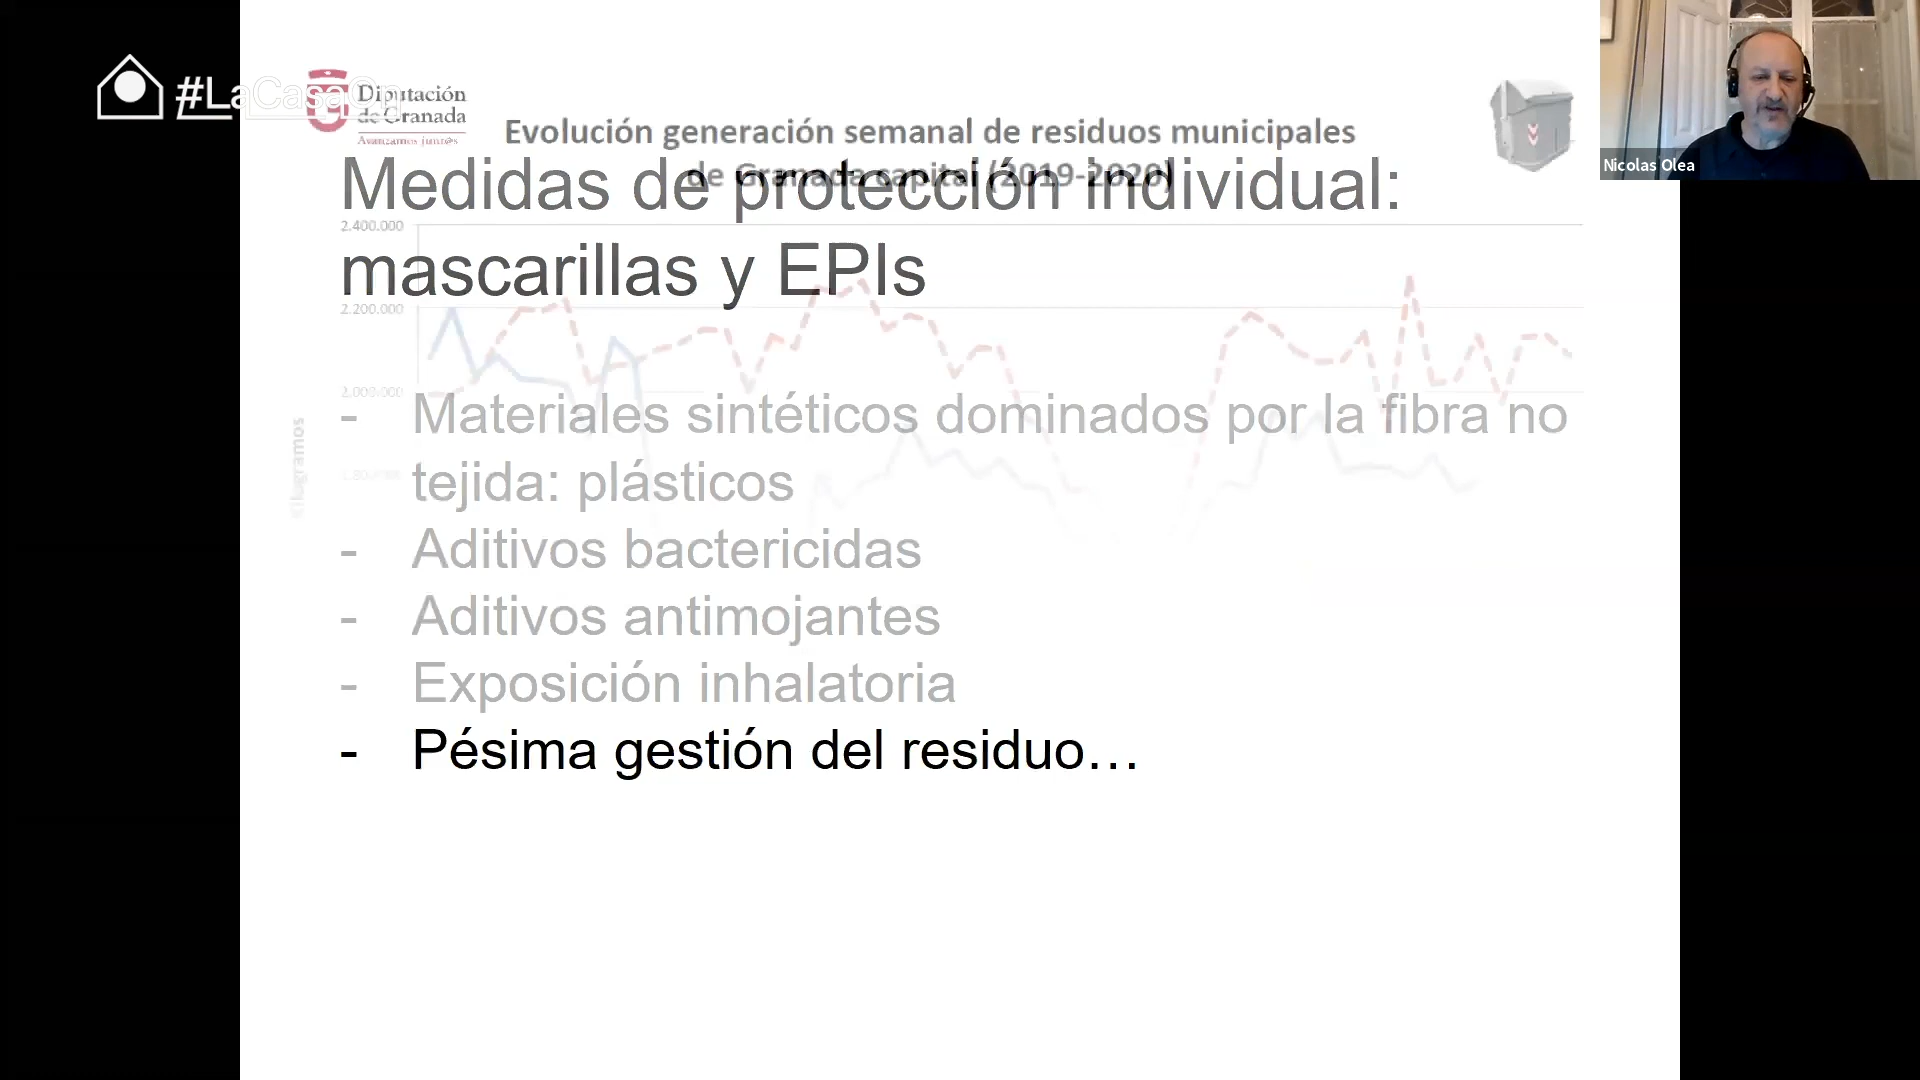 #LaCasaOn
Diputación
de Granada
Avanzamos junt@s
Evolución generación semanal de residuos municipales
de Granada capital (2019-2020)
Nicolas Olea
Medidas de protección individual:
mascarillas y EPIs
2.400.000
2.200.000
2.000.000
Kilogramos
- Materiales sintéticos dominados por la fibra no
tejida: plásticos
- Aditivos bactericidas
- Aditivos antimojantes
- Exposición inhalatoria
- Pésima gestión del residuo…